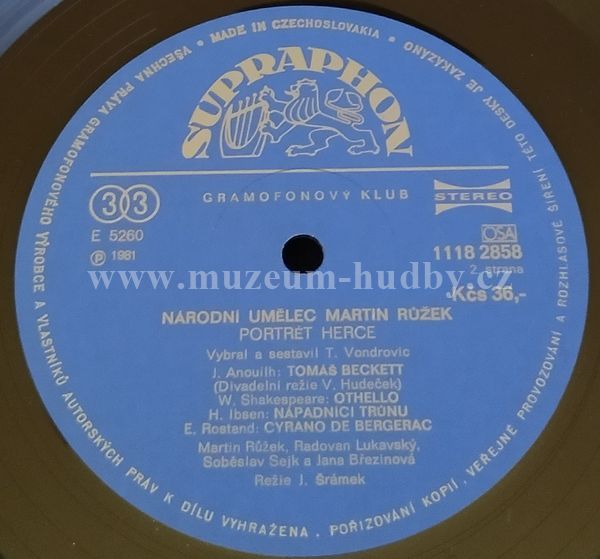 VŠECHNA PRÁVA GRAMOFONOVÉHO VÝROBCE A VLASTNÍKŮ AUTORSKÝCH PRÁV K DÍLU VYHRAŽENA. POŘIZOVÁNÍ KOPIÍ, VEŘEJNÉ PROVOZOVÁNÍ A ROZHLASOVÉ ŠÍŘENÍ TÉTO DESKY JE ZAKÁZÁNO
• MADE IN CZECHOSLOVAKIA •
SUPRAPHON
GRAMOFONOVÝ KLUB
33
STEREO
E 5260
℗ 1981
OSA
1118 2858
2. strana
Kčs 36,-
www.muzeum-hudby.cz
NÁRODNÍ UMĚLEC MARTIN RŮŽEK
PORTRÉT HERCE
Vybral a sestavil T. Vondrovic
J. Anouilh: TOMÁŠ BECKETT
(Divadelní režie V. Hudeček)
W. Shakespeare: OTHELLO
H. Ibsen: NÁPADNÍCI TRŮNU
E. Rostand: CYRANO DE BERGERAC
Martin Růžek, Radovan Lukavský,
Soběslav Sejk a Jana Březinová
Režie J. Šrámek